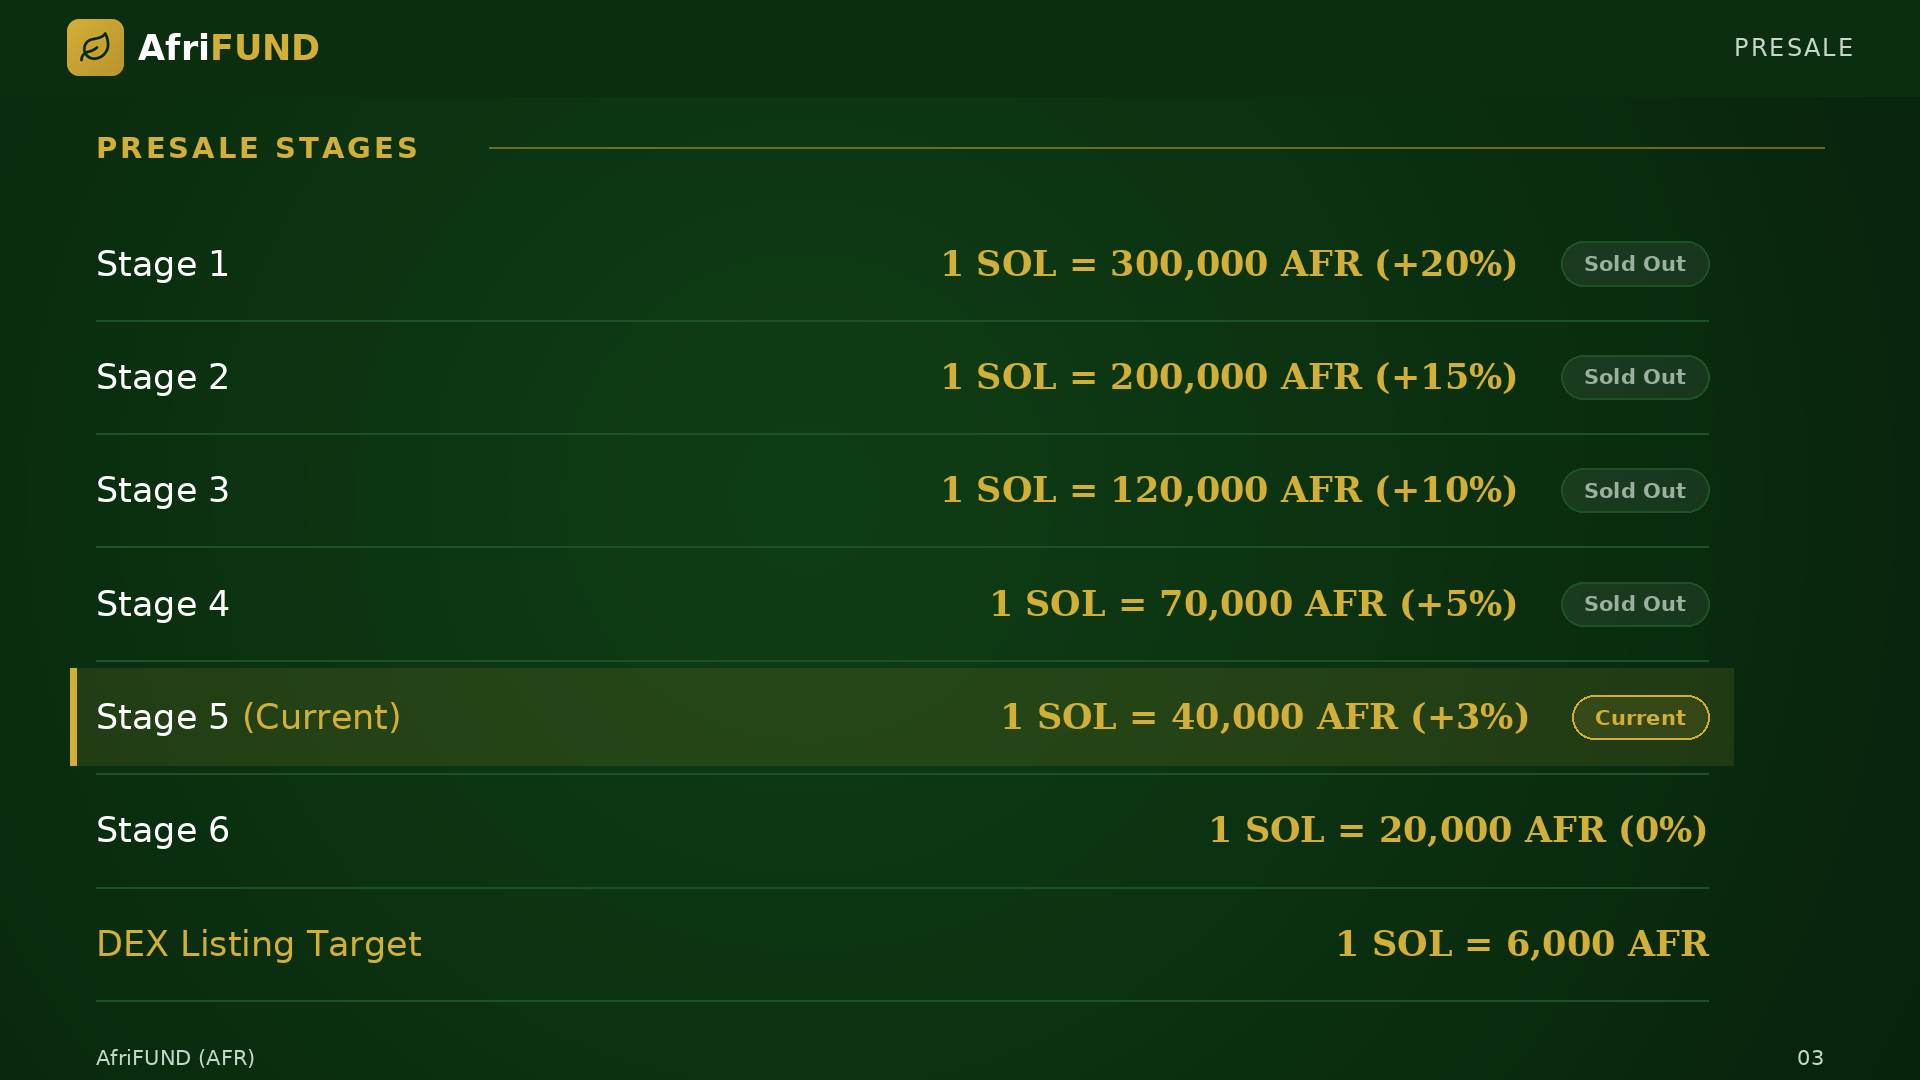 AfriFUND
PRESALE
PRESALE STAGES
Stage 1 1 SOL = 300,000 AFR (+20%) Sold Out
Stage 2 1 SOL = 200,000 AFR (+15%) Sold Out
Stage 3 1 SOL = 120,000 AFR (+10%) Sold Out
Stage 4 1 SOL = 70,000 AFR (+5%) Sold Out
Stage 5 (Current) 1 SOL = 40,000 AFR (+3%) Current
Stage 6 1 SOL = 20,000 AFR (0%)
DEX Listing Target 1 SOL = 6,000 AFR
AfriFUND (AFR)
03